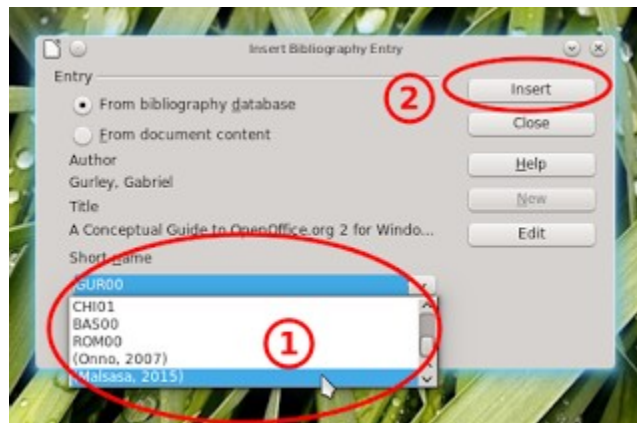 Insert Bibliography Entry
Entry
From bibliography database
From document content
Author
Gurley, Gabriel
Title
A Conceptual Guide to OpenOffice.org 2 for Windo...
Short name
GUR00
CHI01
BAS00
ROM00
(Onno, 2007)
(Malsasa, 2015)
1
2
Insert
Close
Help
New
Edit